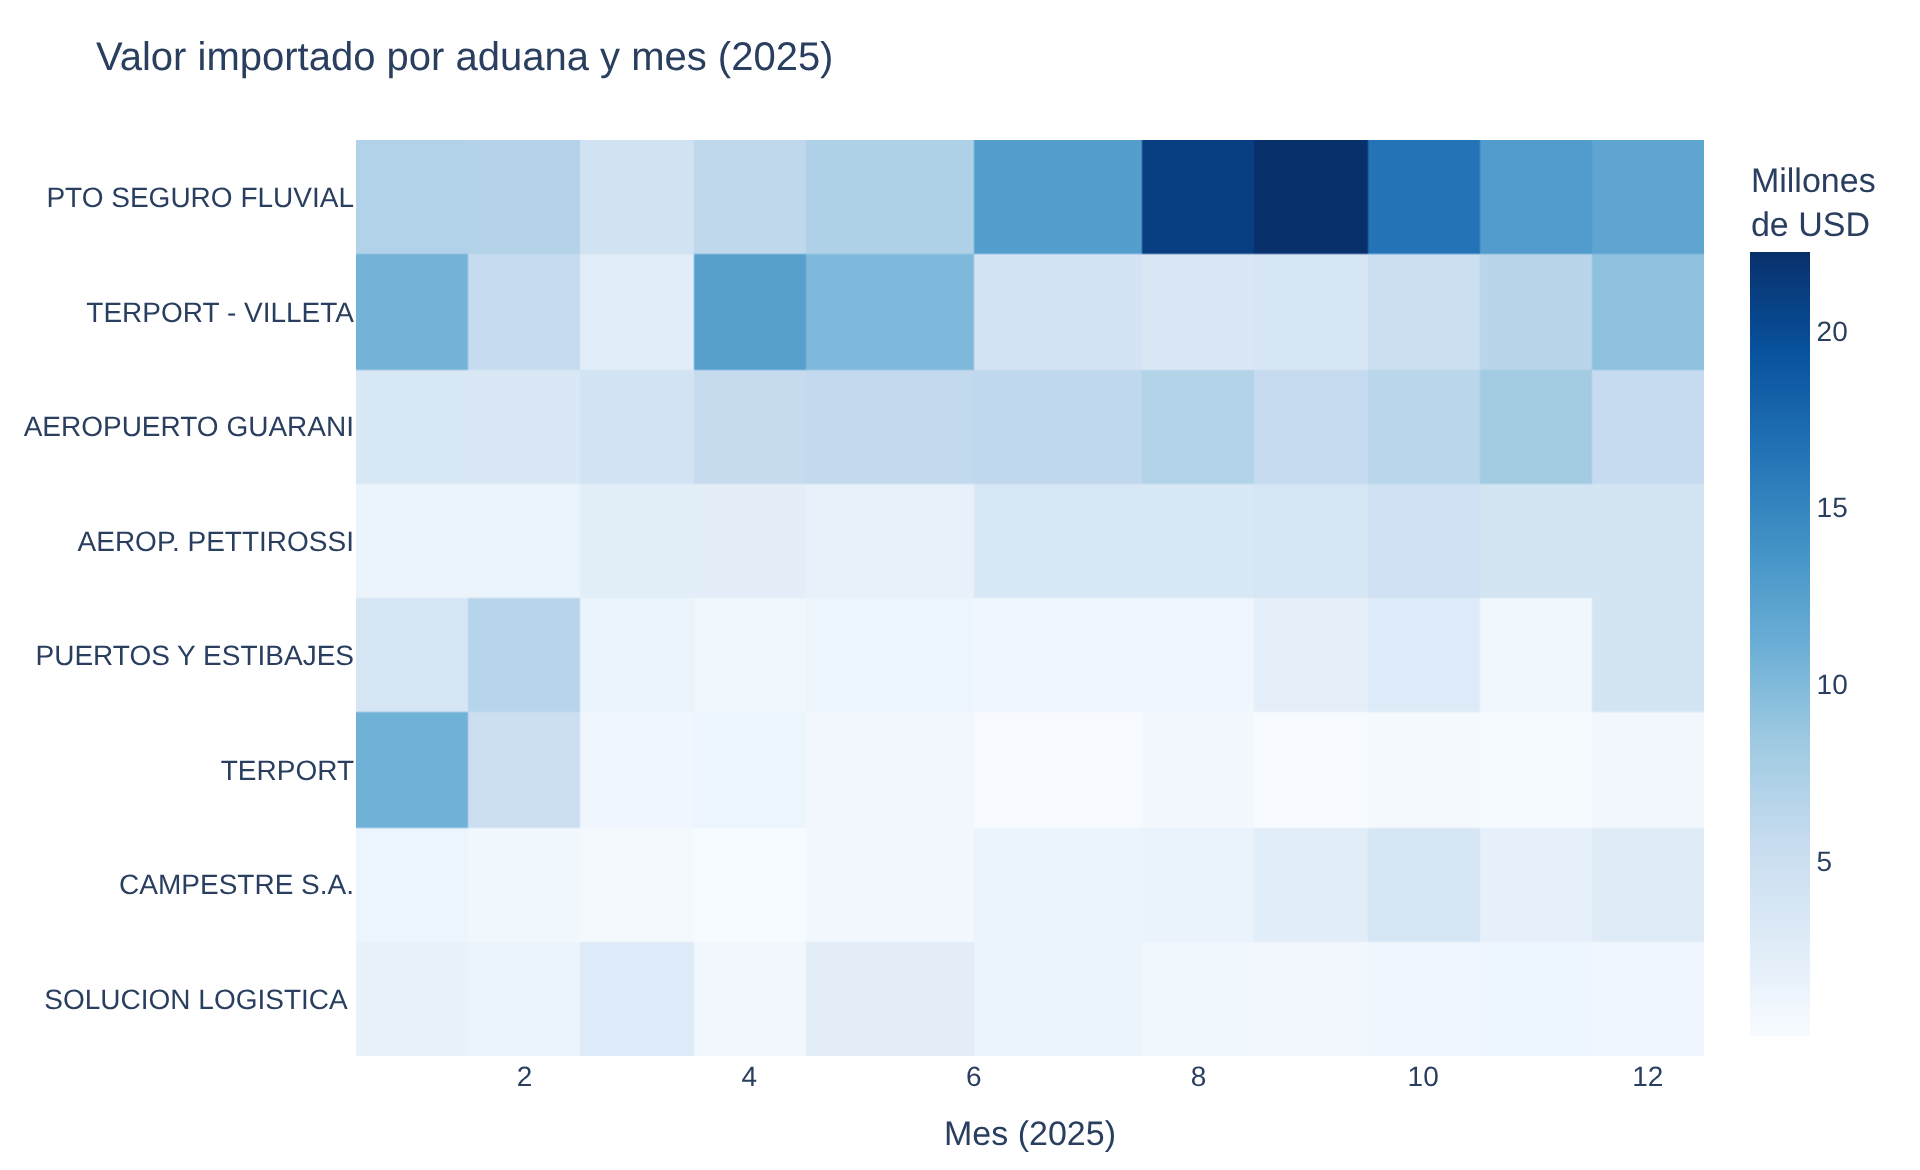 Valor importado por aduana y mes (2025)
PTO SEGURO FLUVIAL
TERPORT - VILLETA
AEROPUERTO GUARANI
AEROP. PETTIROSSI
PUERTOS Y ESTIBAJES
TERPORT
CAMPESTRE S.A.
SOLUCION LOGISTICA
2 4 6 8 10 12
Mes (2025)
Millones
de USD
20
15
10
5